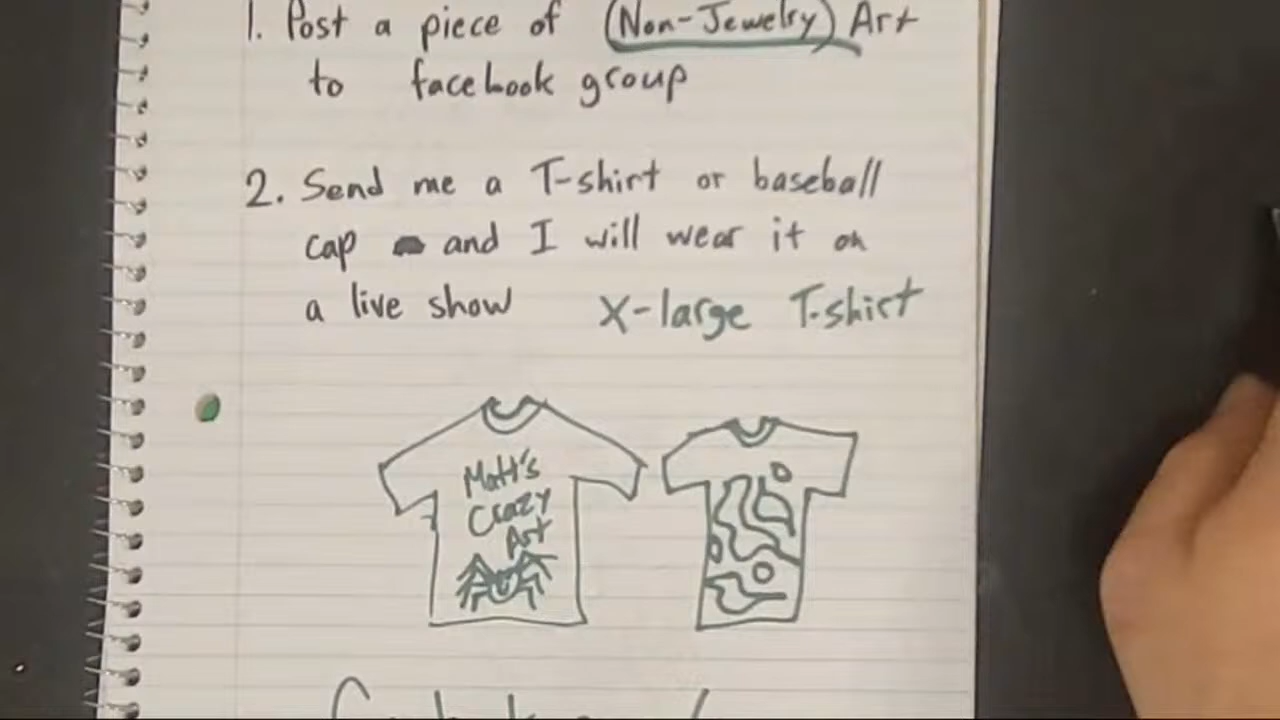 1. Post a piece of (Non-Jewelry) Art
to facebook group
2. Send me a T-shirt or baseball
cap and I will wear it on
a live show X-large T-shirt
Matt's
Crazy
Art